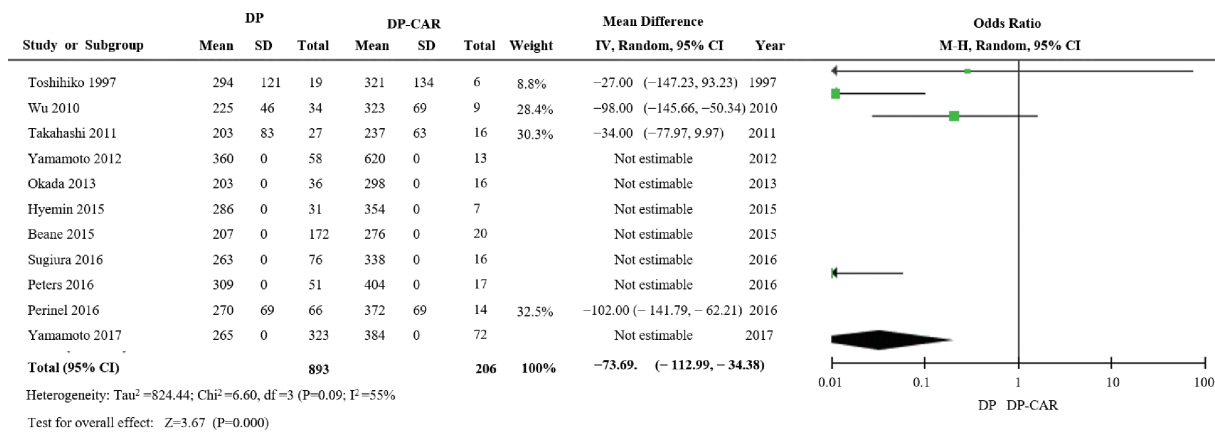 DP DP-CAR Mean Difference Odds Ratio
Study or Subgroup Mean SD Total Mean SD Total Weight IV, Random, 95% CI Year M-H, Random, 95% CI
Toshihiko 1997 294 121 19 321 134 6 8.8% −27.00 (−147.23, 93.23) 1997
Wu 2010 225 46 34 323 69 9 28.4% −98.00 (−145.66, −50.34) 2010
Takahashi 2011 203 83 27 237 63 16 30.3% −34.00 (−77.97, 9.97) 2011
Yamamoto 2012 360 0 58 620 0 13 Not estimable 2012
Okada 2013 203 0 36 298 0 16 Not estimable 2013
Hyemin 2015 286 0 31 354 0 7 Not estimable 2015
Beane 2015 207 0 172 276 0 20 Not estimable 2015
Sugiura 2016 263 0 76 338 0 16 Not estimable 2016
Peters 2016 309 0 51 404 0 17 Not estimable 2016
Perinel 2016 270 69 66 372 69 14 32.5% −102.00 (− 141.79, − 62.21) 2016
Yamamoto 2017 265 0 323 384 0 72 Not estimable 2017
Total (95% CI) 893 206 100% −73.69. (− 112.99, − 34.38)
0.01 0.1 1 10 100
Heterogeneity: Tau² =824.44; Chi² =6.60, df =3 (P=0.09; I² =55%
DP DP-CAR
Test for overall effect: Z=3.67 (P=0.000)